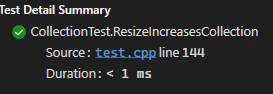 Test Detail Summary
CollectionTest.ResizeIncreasesCollection
Source: test.cpp line 144
Duration: < 1 ms